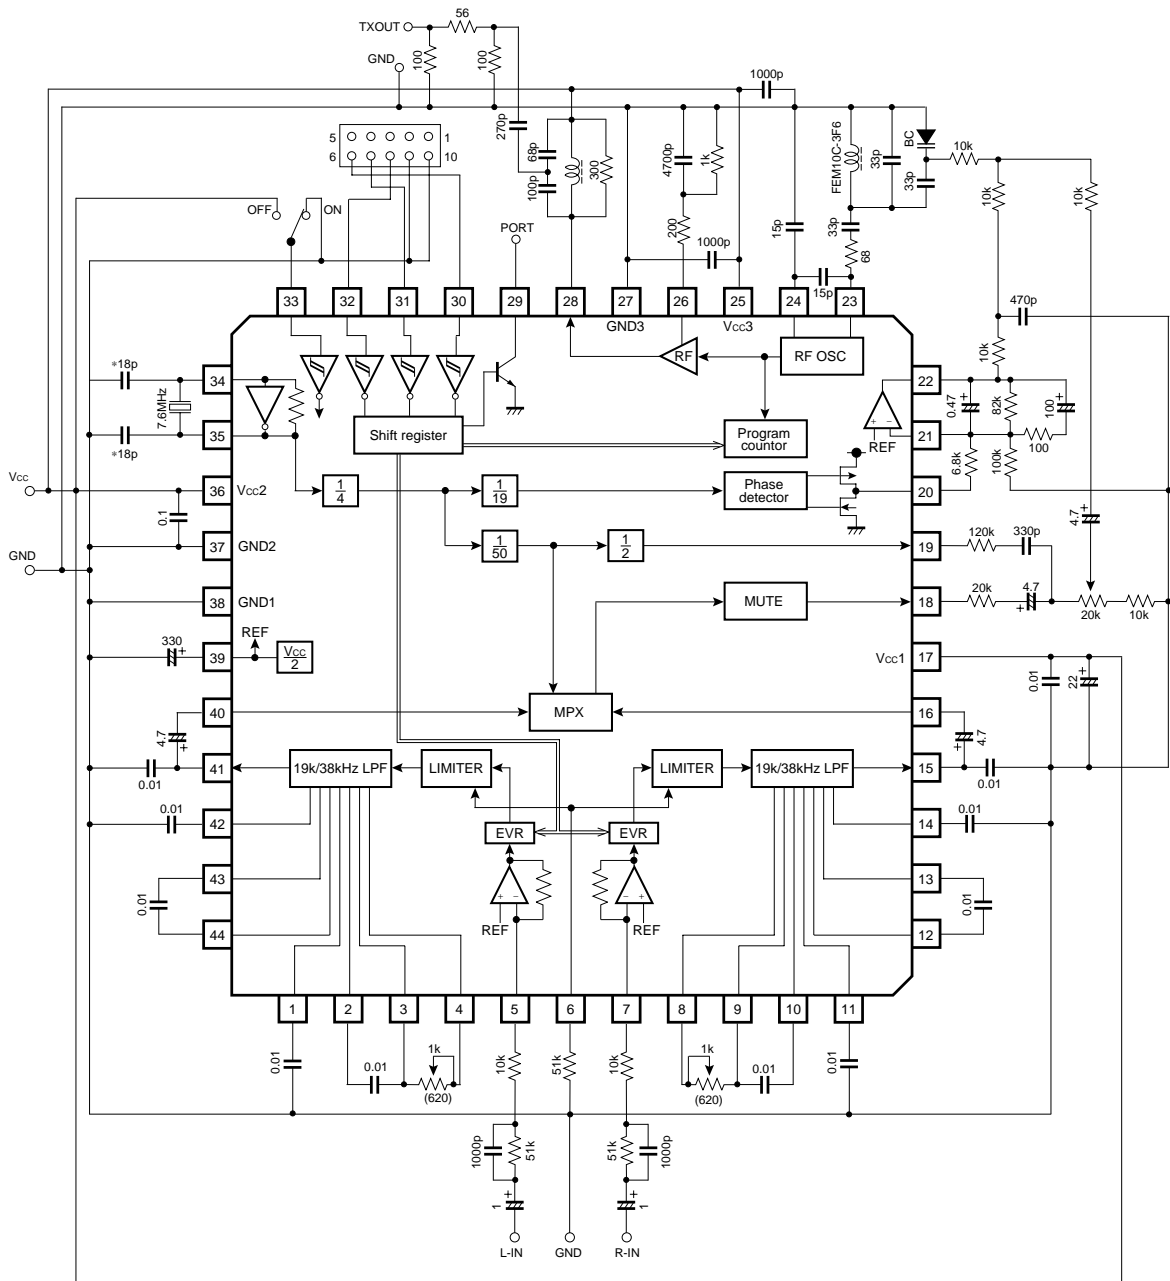 56
TXOUT
GND
100
100
1000p
270p
68p
100p
300
4700p
1k
FEM10C-3F6
33p
BC
33p
10k
5
1
6
10
10k
10k
OFF
ON
PORT
200
1000p
15p
33p
68
15p
470p
33
32
31
30
29
28
27
26
25
24
23
GND3
Vcc3
*18p
34
7.6MHz
35
*18p
RF
RF OSC
10k
22
0.47
+
82k
+
100
+
−
REF
21
100
Shift register
Program
countor
6.8k
100k
Vcc
36
Vcc2
1
4
1
19
Phase
detector
20
0.1
4.7
+
GND
37
GND2
1
50
1
2
19
120k
330p
38
GND1
MUTE
18
20k
4.7
+
20k
10k
330
+
39
REF
Vcc
2
Vcc1
17
0.01
22
+
40
MPX
16
4.7
+
4.7
+
41
19k/38kHz LPF
LIMITER
LIMITER
19k/38kHz LPF
15
0.01
0.01
0.01
42
EVR
EVR
14
0.01
43
13
0.01
+
−
−
+
0.01
44
REF
REF
12
1
2
3
4
5
6
7
8
9
10
11
0.01
0.01
1k
(620)
10k
51k
10k
1k
(620)
0.01
0.01
1000p
51k
51k
1000p
1
+
+
1
L-IN
GND
R-IN